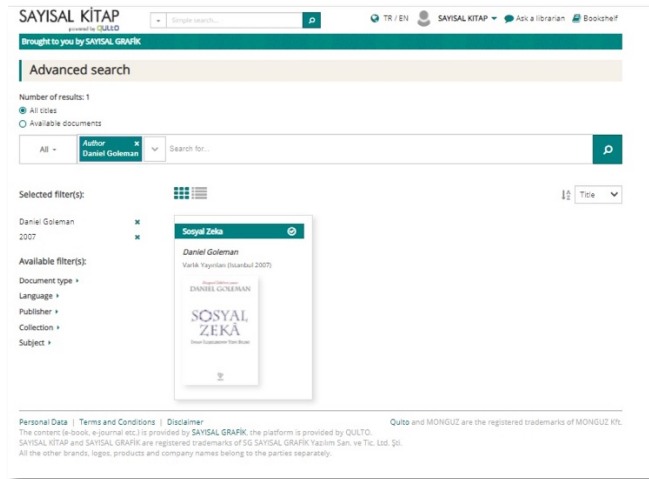 SAYISAL KİTAP
powered by QULTO
Simple search...
TR / EN
SAYISAL KITAP
Ask a librarian
Bookshelf
Brought to you by SAYISAL GRAFİK
Advanced search
Number of results: 1
All titles
Available documents
All
Author x
Daniel Goleman
Search for...
Selected filter(s):
Title
Daniel Goleman x
2007 x
Available filter(s):
Document type
Language
Publisher
Collection
Subject
Sosyal Zeka
Daniel Goleman
Varlık Yayınları (Istanbul 2007)
DANIEL GOLEMAN
SOSYAL
ZEKÂ
Personal Data | Terms and Conditions | Disclaimer
Qulto and MONGUZ are the registered trademarks of MONGUZ Kft.
The content (e-book, e-journal etc.) is provided by SAYISAL GRAFİK, the platform is provided by QULTO.
SAYISAL KİTAP and SAYISAL GRAFİK are registered trademarks of SG SAYISAL GRAFİK Yazılım San. ve Tic. Ltd. Şti.
All the other brands, logos, products and company names belong to the parties separately.